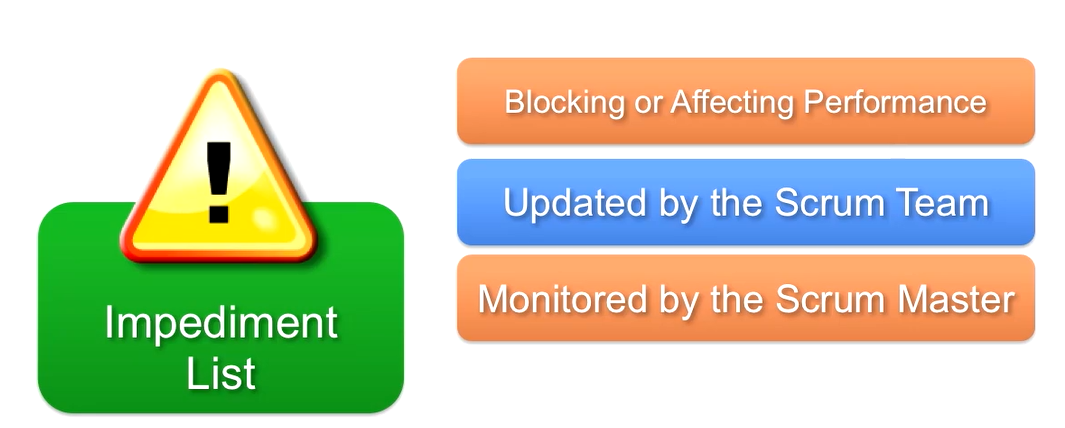 !
Impediment
List
Blocking or Affecting Performance
Updated by the Scrum Team
Monitored by the Scrum Master